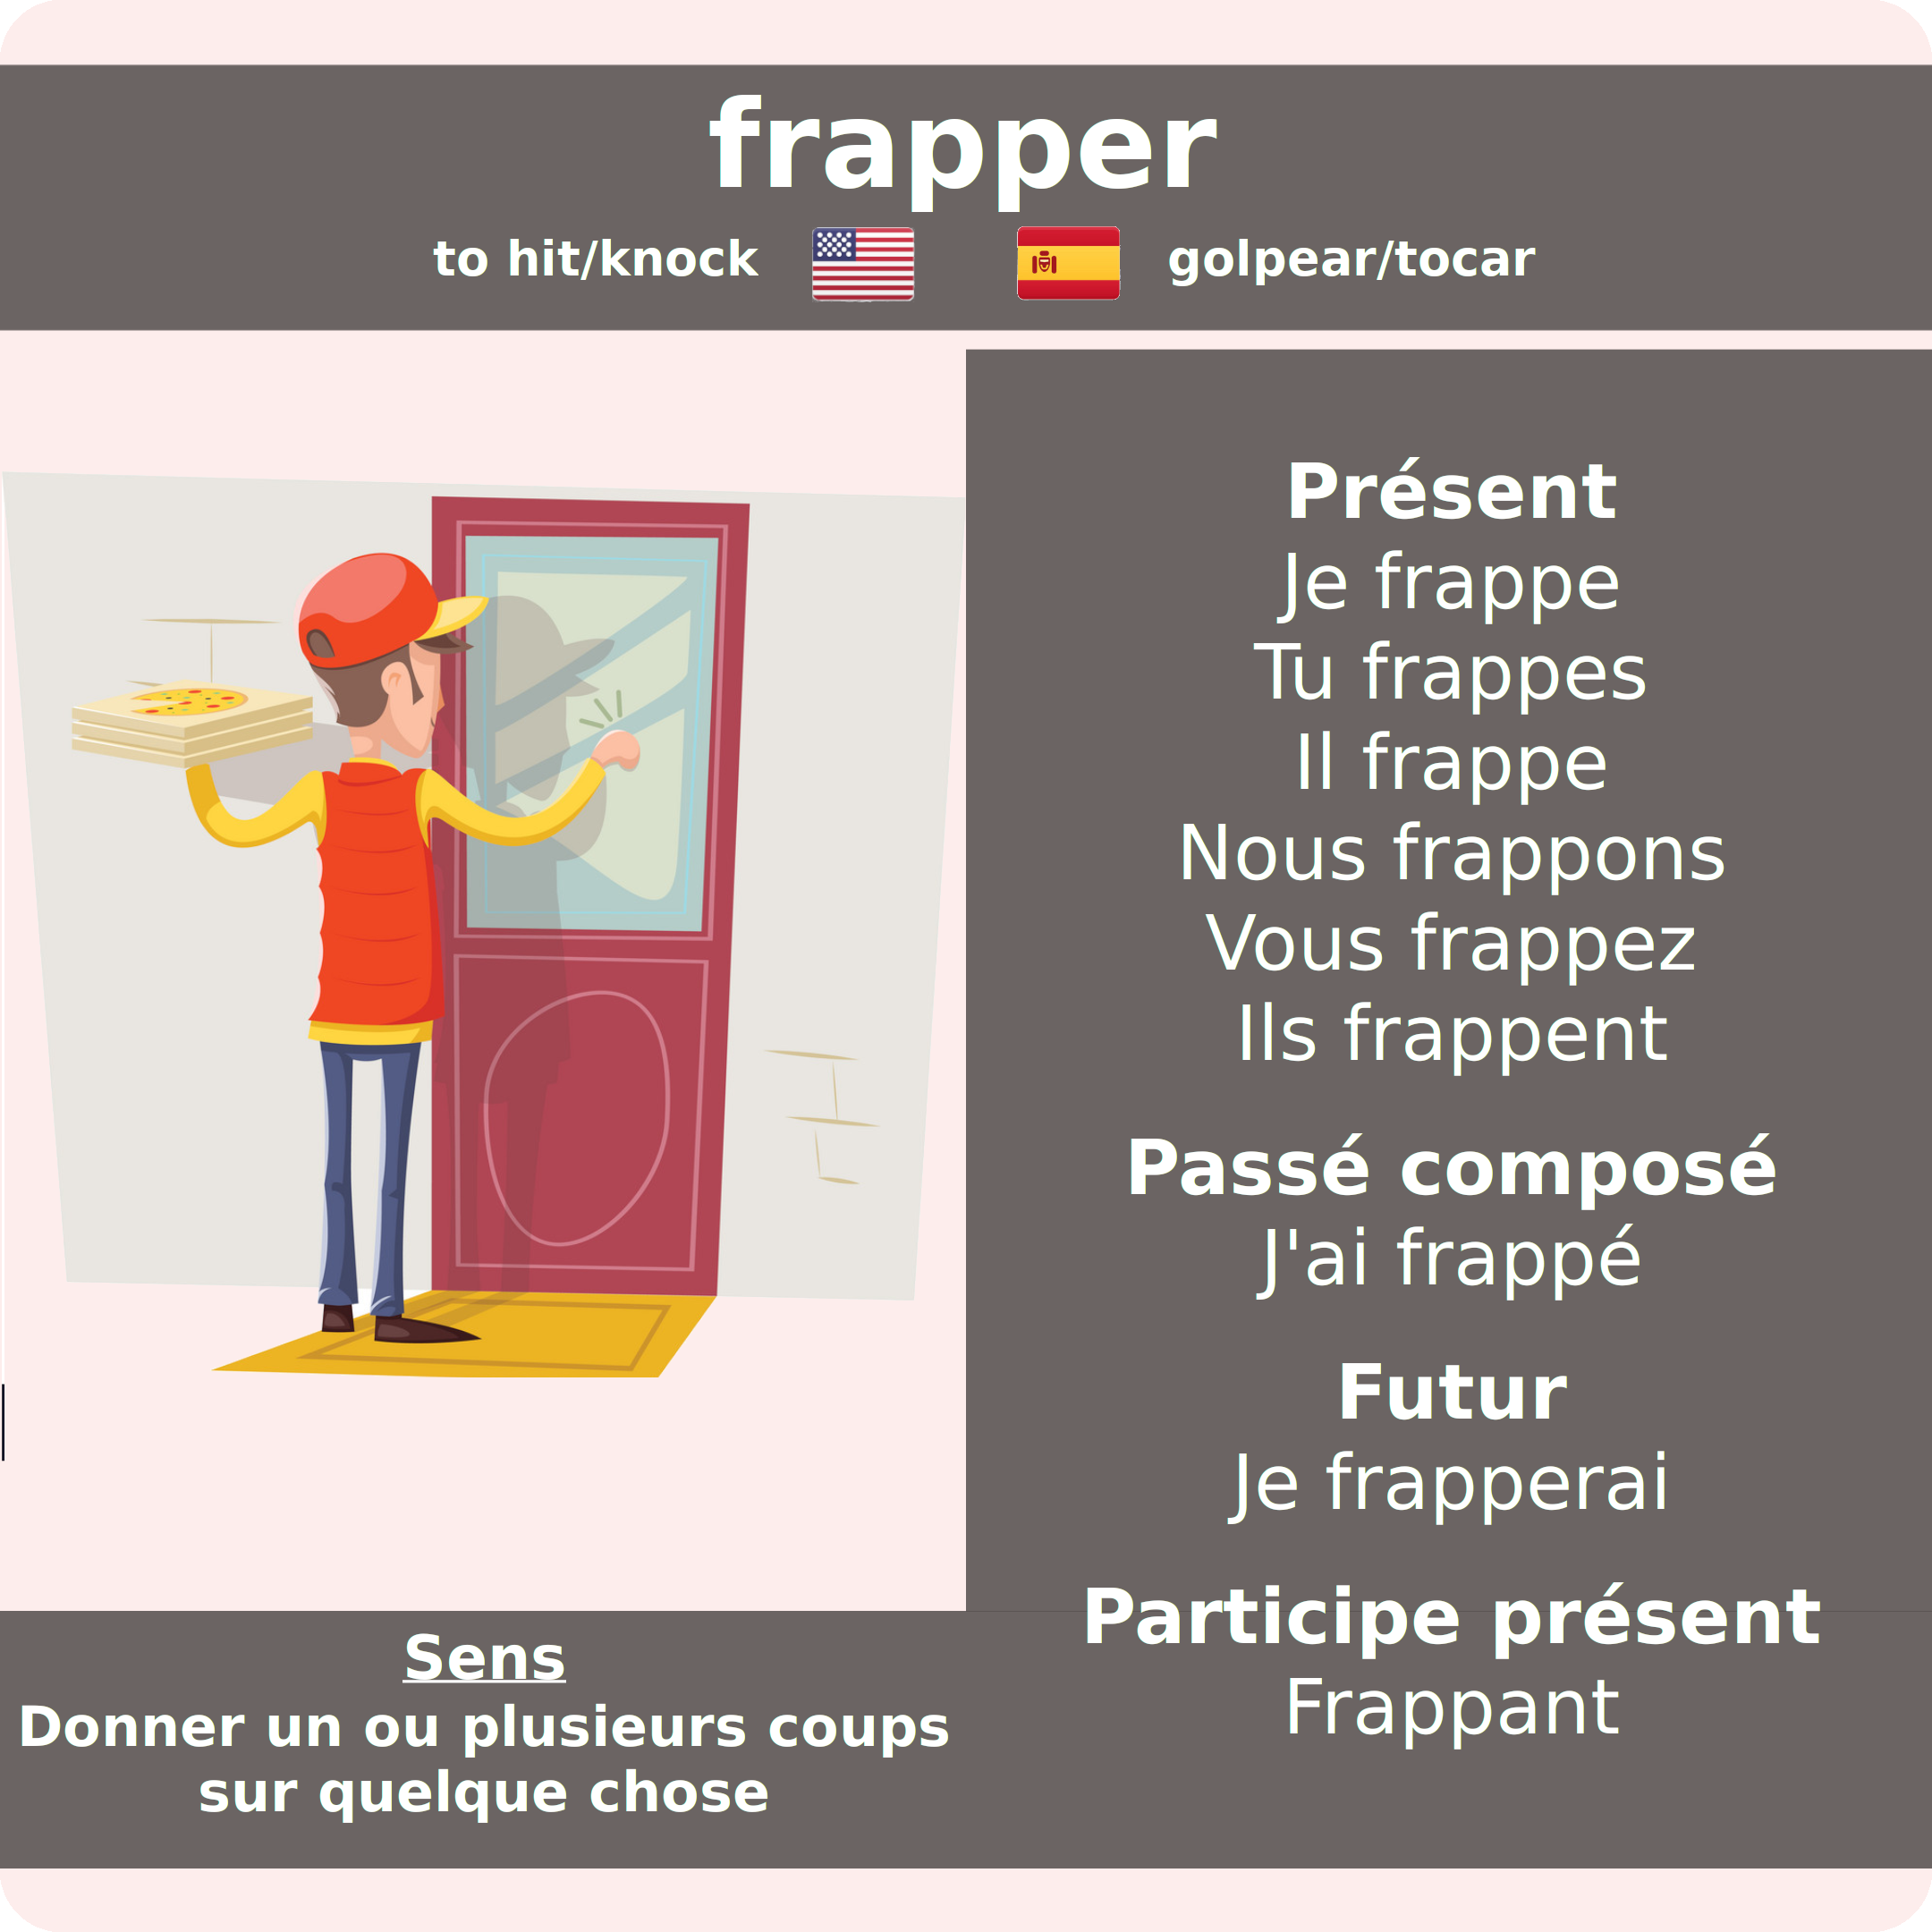 frapper
to hit/knock golpear/tocar
Présent
Je frappe
Tu frappes
Il frappe
Nous frappons
Vous frappez
Ils frappent
Passé composé
J'ai frappé
Futur
Je frapperai
Participe présent
Frappant
Sens
Donner un ou plusieurs coups
sur quelque chose